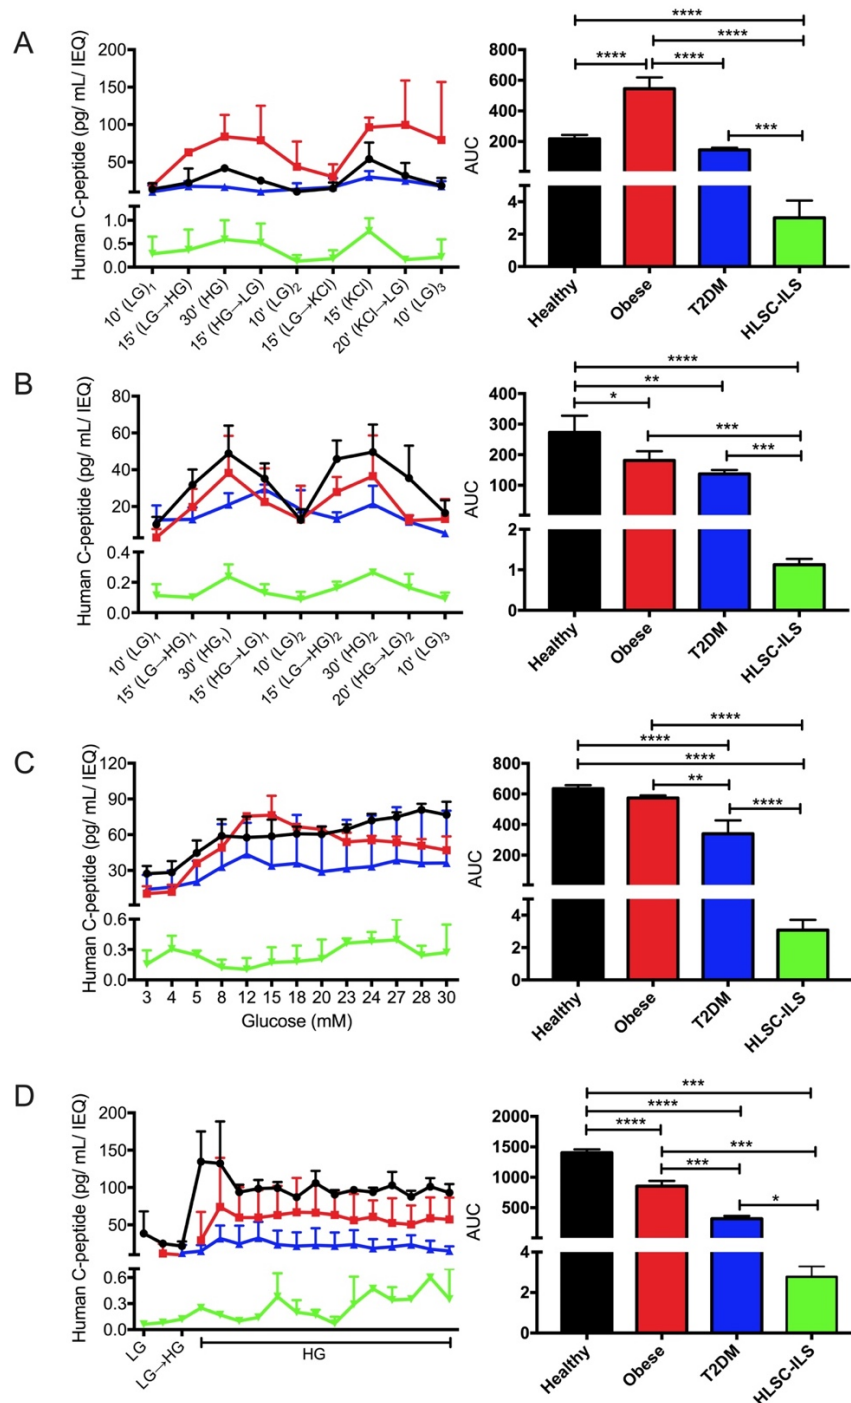 A
Human C-peptide (pg/ mL/ IEQ)
200
150
100
50
1.0
0.5
0.0
10' (LG)1
15' (LG→HG)
30' (HG)
15' (HG→LG)
10' (LG)2
15' (LG→KCl)
15' (KCl)
20' (KCl→LG)
10' (LG)3
AUC
800
600
400
200
4
2
0
****
****
**** ****
***
Healthy
Obese
T2DM
HLSC-ILS
B
Human C-peptide (pg/ mL/ IEQ)
80
60
40
20
0.4
0.2
0.0
10' (LG)1
15' (LG→HG)1
30' (HG1)
15' (HG→LG)1
10' (LG)2
15' (LG→HG)2
30' (HG)2
20' (HG→LG)2
10' (LG)3
AUC
400
300
200
100
2
1
0
****
**
*
***
***
Healthy
Obese
T2DM
HLSC-ILS
C
Human C-peptide (pg/ mL/ IEQ)
120
90
60
30
0.6
0.3
0.0
3 4 5 8 12 15 18 20 23 24 27 28 30
Glucose (mM)
AUC
800
600
400
200
4
2
0
****
****
****
**
****
Healthy
Obese
T2DM
HLSC-ILS
D
Human C-peptide (pg/ mL/ IEQ)
200
150
100
50
0.6
0.3
0.0
LG
LG→HG
HG
AUC
2000
1500
1000
500
4
2
0
***
****
****
***
***
*
Healthy
Obese
T2DM
HLSC-ILS